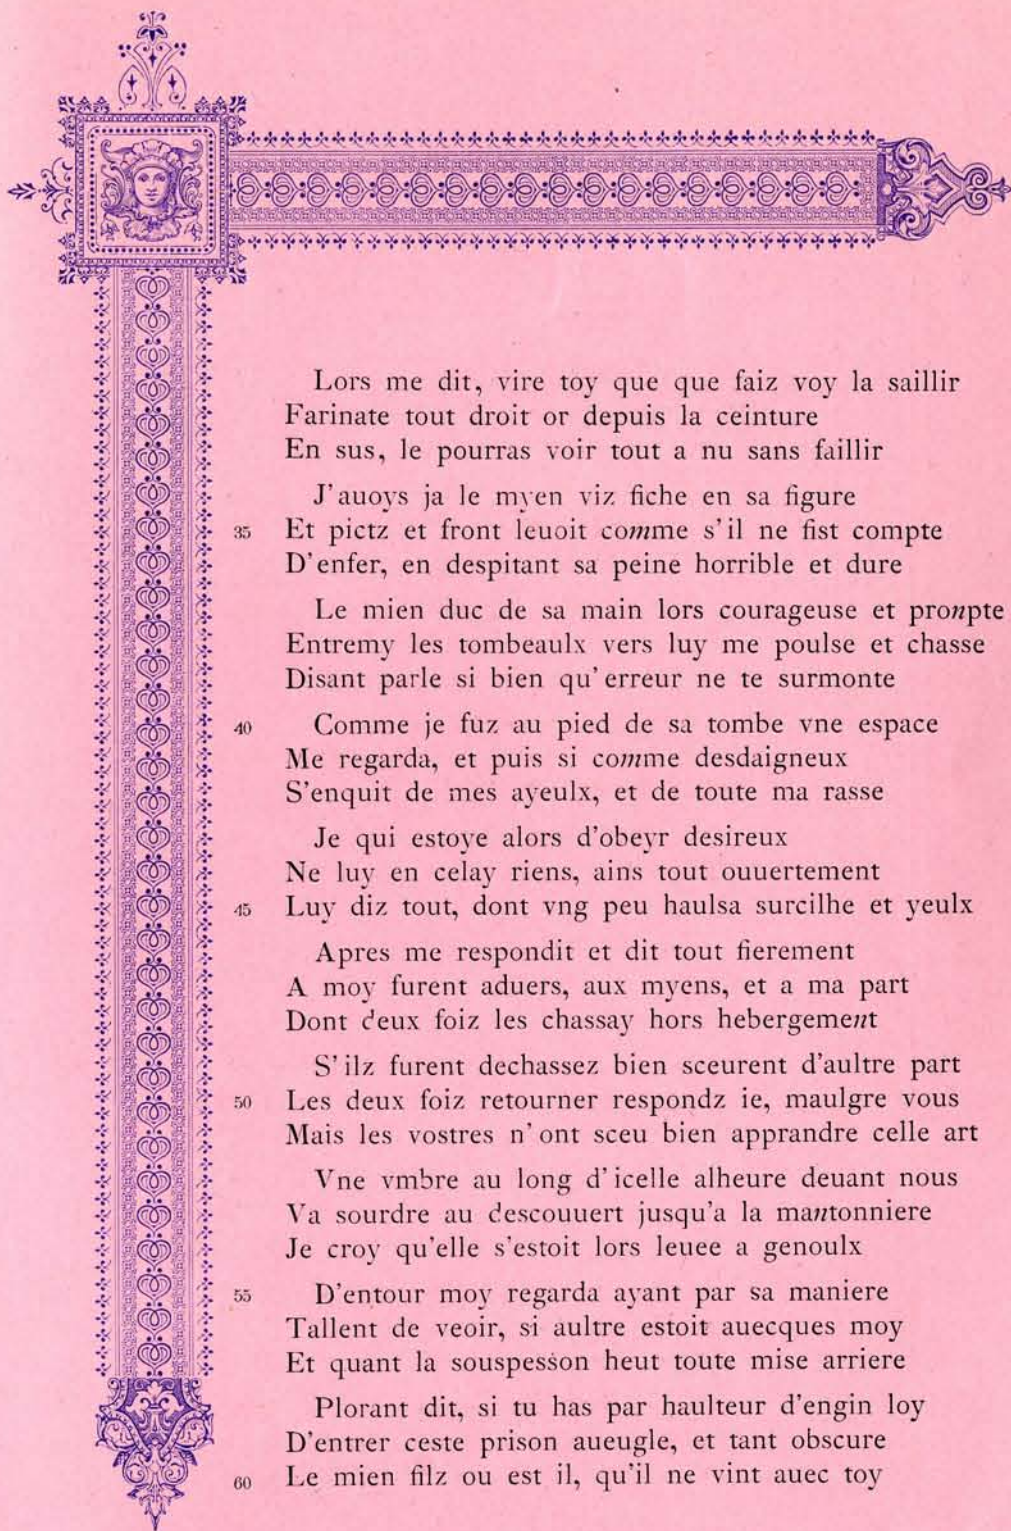 Lors me dit, vire toy que que faiz voy la saillir
Farinate tout droit or depuis la ceinture
En sus, le pourras voir tout a nu sans faillir
J'auoys ja le myen viz fiche en sa figure
35 Et pictz et front leuoit comme s'il ne fist compte
D'enfer, en despitant sa peine horrible et dure
Le mien duc de sa main lors courageuse et pronpte
Entremy les tombeaulx vers luy me poulse et chasse
Disant parle si bien qu'erreur ne te surmonte
40 Comme je fuz au pied de sa tombe vne espace
Me regarda, et puis si comme desdaigneux
S'enquit de mes ayeulx, et de toute ma rasse
Je qui estoye alors d'obeyr desireux
Ne luy en celay riens, ains tout ouuertement
45 Luy diz tout, dont vng peu haulsa surcilhe et yeulx
Apres me respondit et dit tout fierement
A moy furent aduers, aux myens, et a ma part
Dont deux foiz les chassay hors hebergement
S'ilz furent dechassez bien sceurent d'aultre part
50 Les deux foiz retourner respondz ie, maulgre vous
Mais les vostres n'ont sceu bien apprandre celle art
Vne vmbre au long d'icelle alheure deuant nous
Va sourdre au descouuert jusqu'a la mantonniere
Je croy qu'elle s'estoit lors leuee a genoulx
55 D'entour moy regarda ayant par sa maniere
Tallent de veoir, si aultre estoit auecques moy
Et quant la souspesson heut toute mise arriere
Plorant dit, si tu has par haulteur d'engin loy
D'entrer ceste prison aueugle, et tant obscure
60 Le mien filz ou est il, qu'il ne vint auec toy